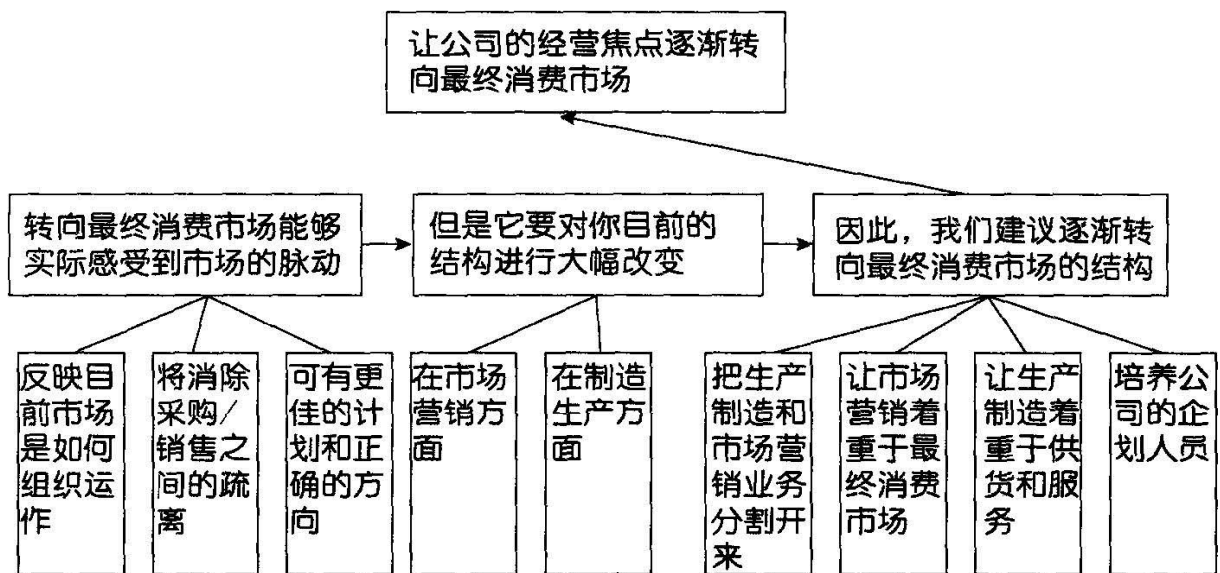 让公司的经营焦点逐渐转
向最终消费市场
转向最终消费市场能够
实际感受到市场的脉动
但是它要对你目前的
结构进行大幅改变
因此，我们建议逐渐转
向最终消费市场的结构
反映目
前市场
是如何
组织运
作
将消除
采购/
销售之
间的疏
离
可有更
佳的计
划和正
确的方
向
在市场
营销方
面
在制造
生产方
面
把生产
制造和
市场营
销业务
分割开
来
让市场
营销着
重于最
终消费
市场
让生产
制造着
重于供
货和服
务
培养公
司的企
划人员